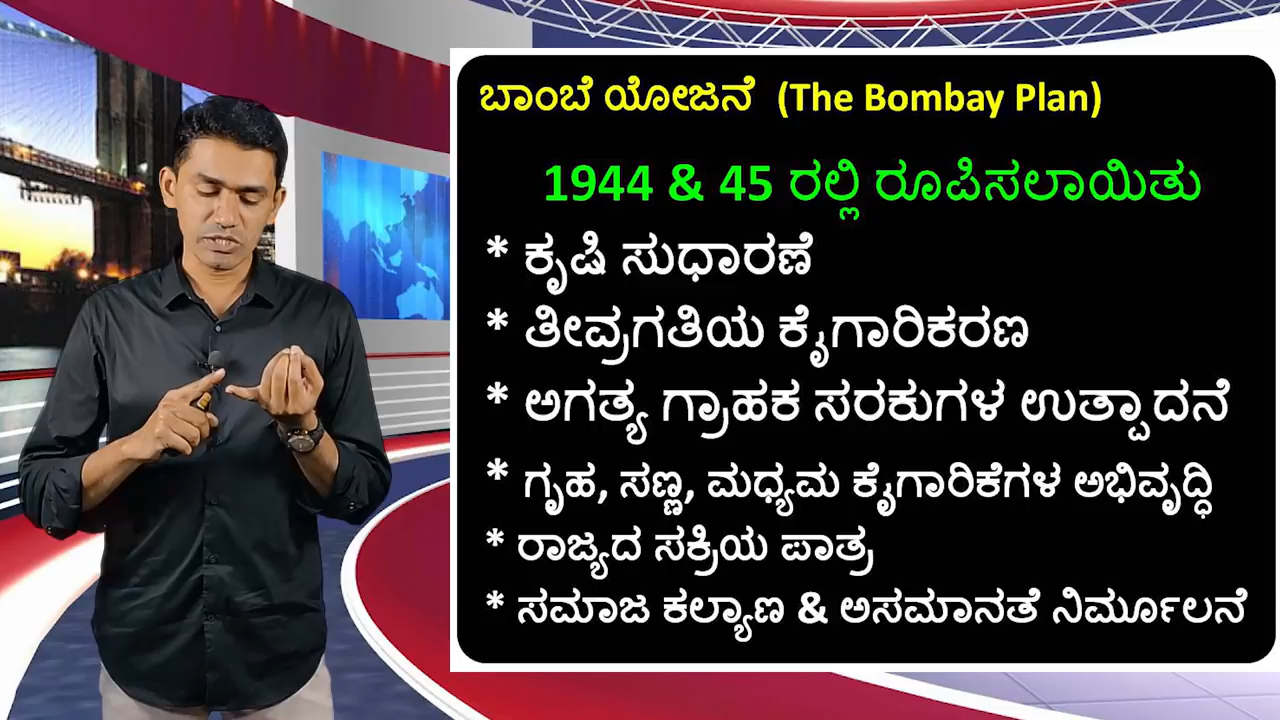 ಬಾಂಬೆ ಯೋಜನೆ (The Bombay Plan)
1944 & 45 ರಲ್ಲಿ ರೂಪಿಸಲಾಯಿತು
* ಕೃಷಿ ಸುಧಾರಣೆ
* ತೀವ್ರಗತಿಯ ಕೈಗಾರಿಕರಣ
* ಅಗತ್ಯ ಗ್ರಾಹಕ ಸರಕುಗಳ ಉತ್ಪಾದನೆ
* ಗೃಹ, ಸಣ್ಣ, ಮಧ್ಯಮ ಕೈಗಾರಿಕೆಗಳ ಅಭಿವೃದ್ಧಿ
* ರಾಜ್ಯದ ಸಕ್ರಿಯ ಪಾತ್ರ
* ಸಮಾಜ ಕಲ್ಯಾಣ & ಅಸಮಾನತೆ ನಿರ್ಮೂಲನೆ